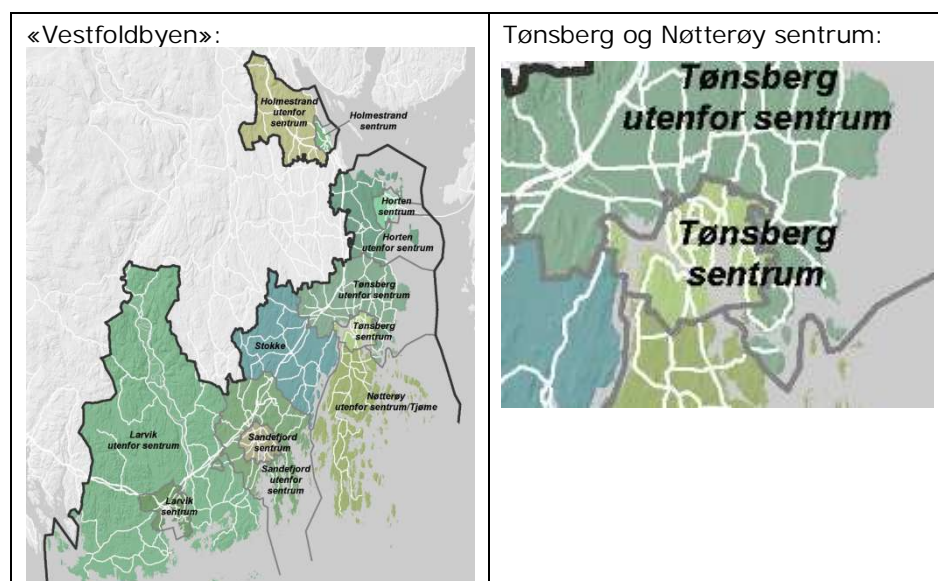 «Vestfoldbyen»:
Holmestrand
utenfor
sentrum
Holmestrand
sentrum
Horten
sentrum
Horten
utenfor sentrum
Tønsberg
utenfor sentrum
Tønsberg
sentrum
Stokke
Nøtterøy
utenfor sentrum/Tjøme
Larvik
utenfor sentrum
Sandefjord
sentrum
Sandefjord
utenfor
sentrum
Larvik
sentrum
Tønsberg og Nøtterøy sentrum:
Tønsberg
utenfor sentrum
Tønsberg
sentrum